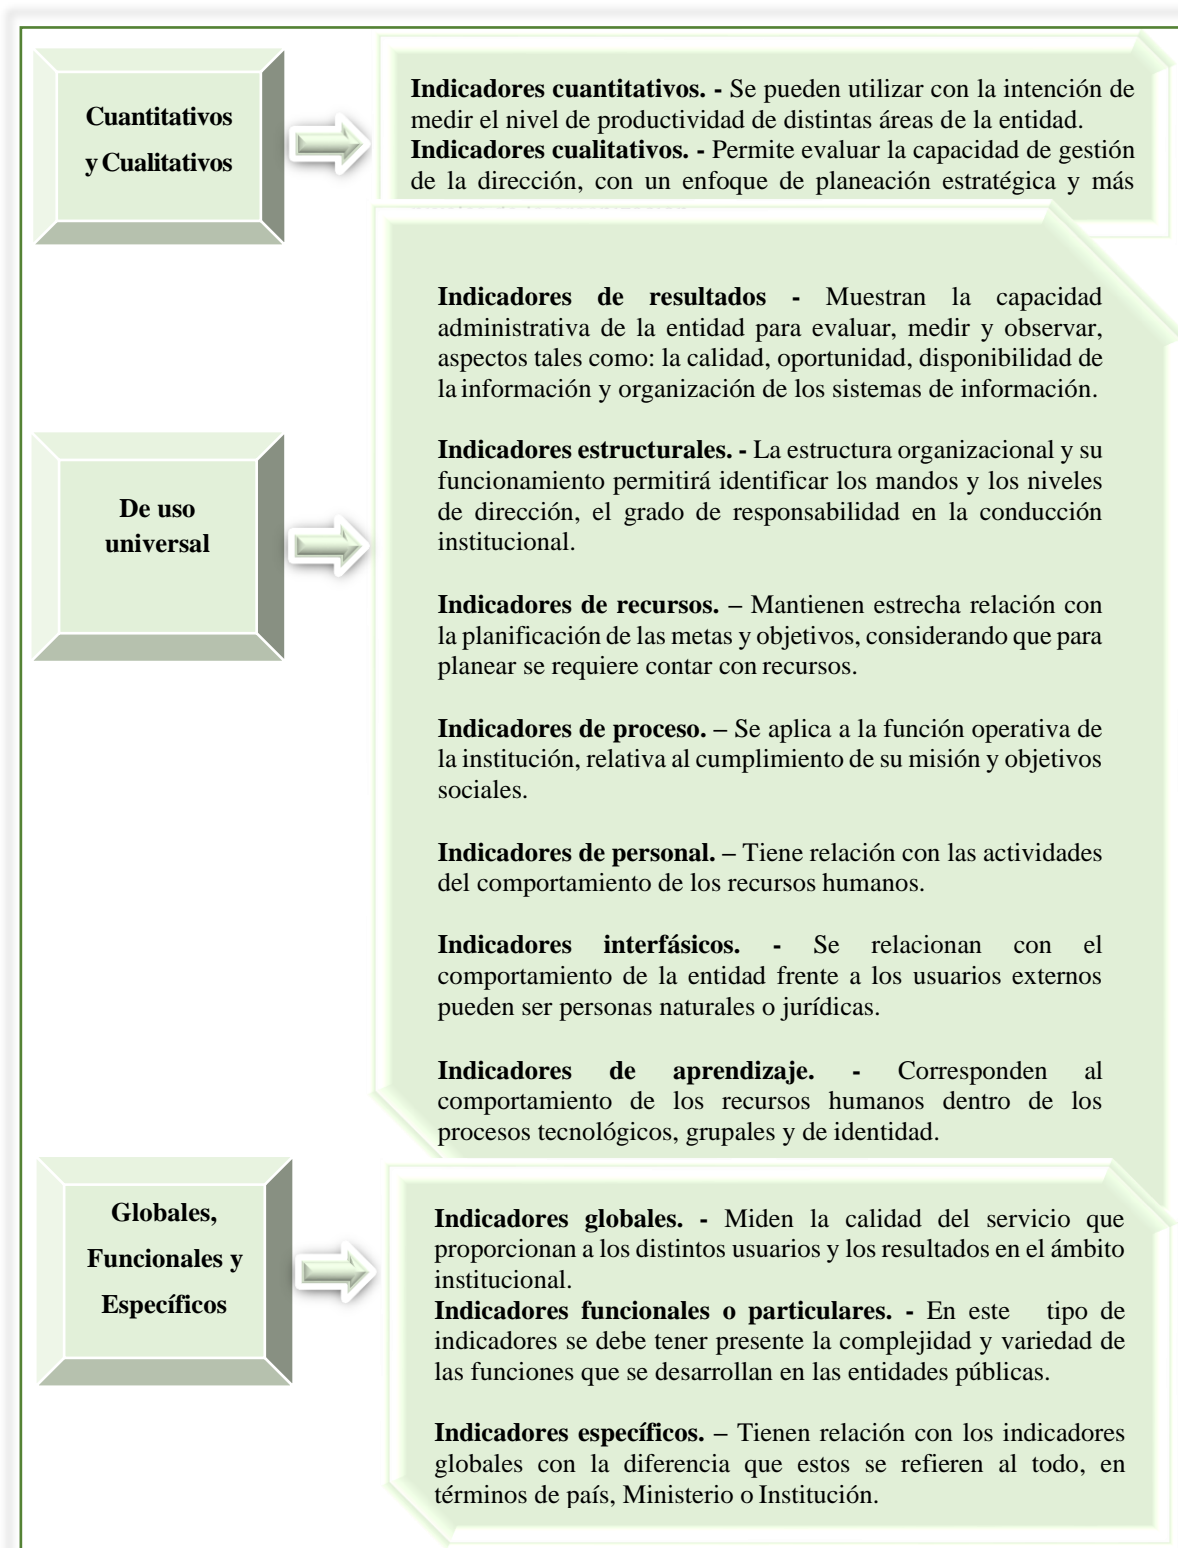 Cuantitativos
y Cualitativos
Indicadores cuantitativos. - Se pueden utilizar con la intención de
medir el nivel de productividad de distintas áreas de la entidad.
Indicadores cualitativos. - Permite evaluar la capacidad de gestión
de la dirección, con un enfoque de planeación estratégica y más
De uso
universal
Indicadores de resultados - Muestran la capacidad
administrativa de la entidad para evaluar, medir y observar,
aspectos tales como: la calidad, oportunidad, disponibilidad de
la información y organización de los sistemas de información.
Indicadores estructurales. - La estructura organizacional y su
funcionamiento permitirá identificar los mandos y los niveles
de dirección, el grado de responsabilidad en la conducción
institucional.
Indicadores de recursos. – Mantienen estrecha relación con
la planificación de las metas y objetivos, considerando que para
planear se requiere contar con recursos.
Indicadores de proceso. – Se aplica a la función operativa de
la institución, relativa al cumplimiento de su misión y objetivos
sociales.
Indicadores de personal. – Tiene relación con las actividades
del comportamiento de los recursos humanos.
Indicadores interfásicos. - Se relacionan con el
comportamiento de la entidad frente a los usuarios externos
pueden ser personas naturales o jurídicas.
Indicadores de aprendizaje. - Corresponden al
comportamiento de los recursos humanos dentro de los
procesos tecnológicos, grupales y de identidad.
Globales,
Funcionales y
Específicos
Indicadores globales. - Miden la calidad del servicio que
proporcionan a los distintos usuarios y los resultados en el ámbito
institucional.
Indicadores funcionales o particulares. - En este tipo de
indicadores se debe tener presente la complejidad y variedad de
las funciones que se desarrollan en las entidades públicas.
Indicadores específicos. – Tienen relación con los indicadores
globales con la diferencia que estos se refieren al todo, en
términos de país, Ministerio o Institución.